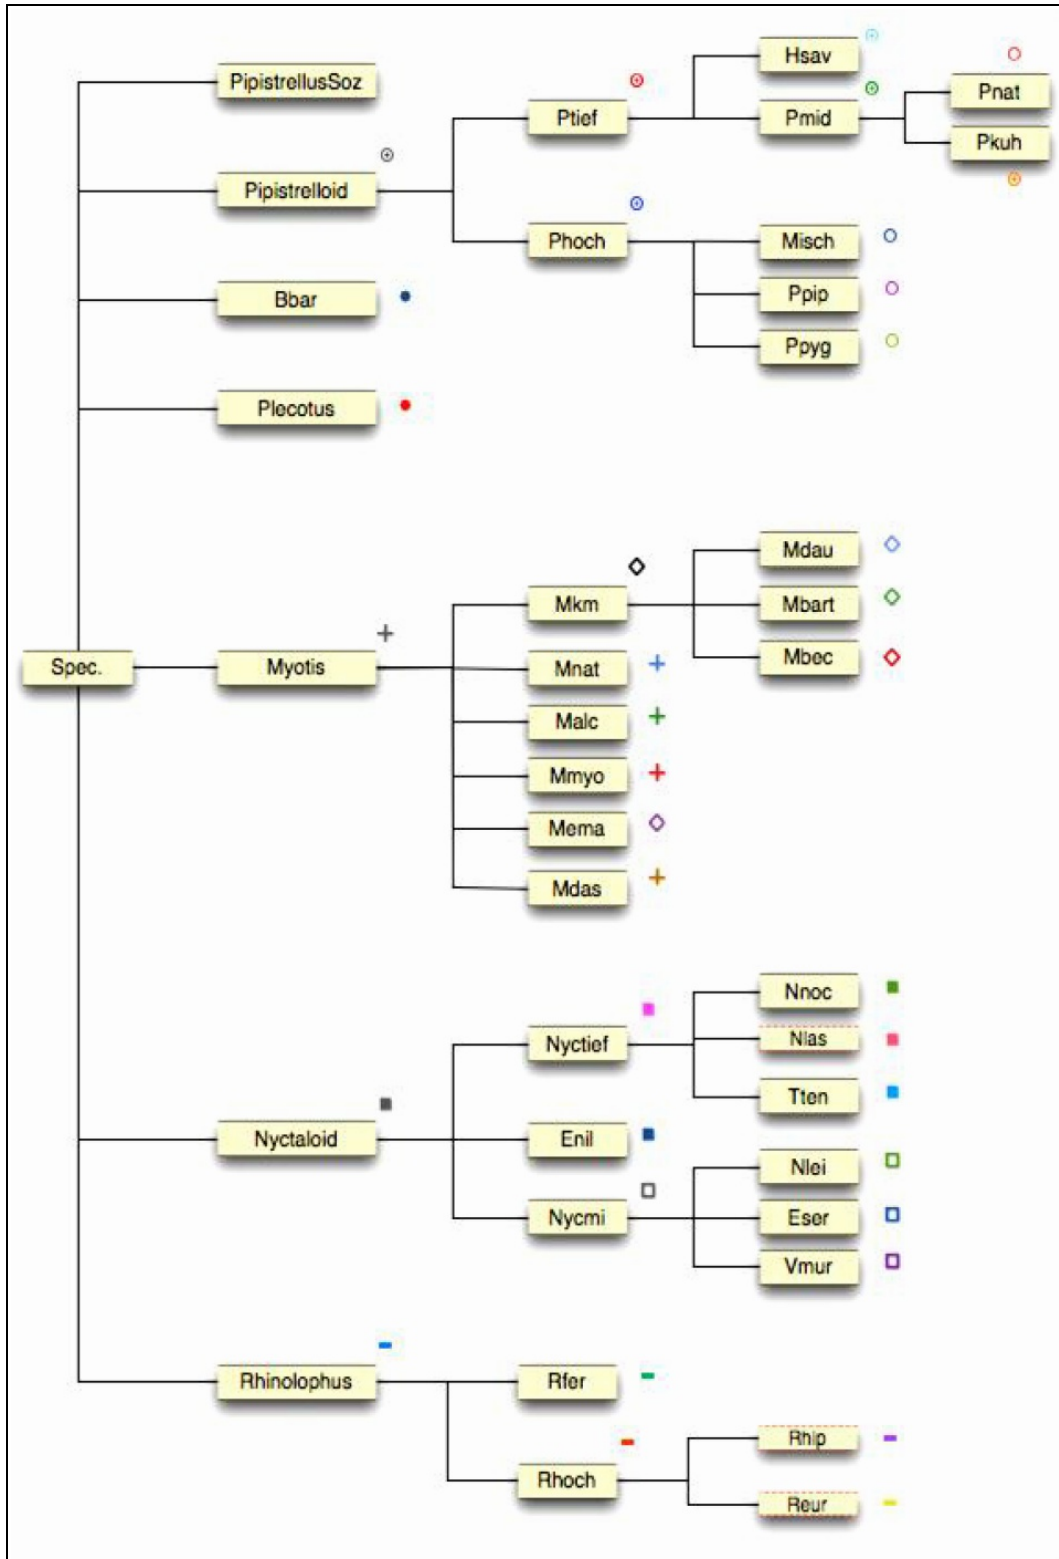 Hsav
PipistrellusSoz
Pnat
Ptief
Pmid
Pkuh
Pipistrelloid
Phoch
Misch
Bbar
Ppip
Ppyg
Plecotus
Mdau
Mkm
Mbart
Mbec
Spec.
Myotis
Mnat
Malc
Mmyo
Mema
Mdas
Nnoc
Nyctief
Nlas
Tten
Nyctaloid
Enil
Nlei
Nycmi
Eser
Vmur
Rhinolophus
Rfer
Rhip
Rhoch
Reur